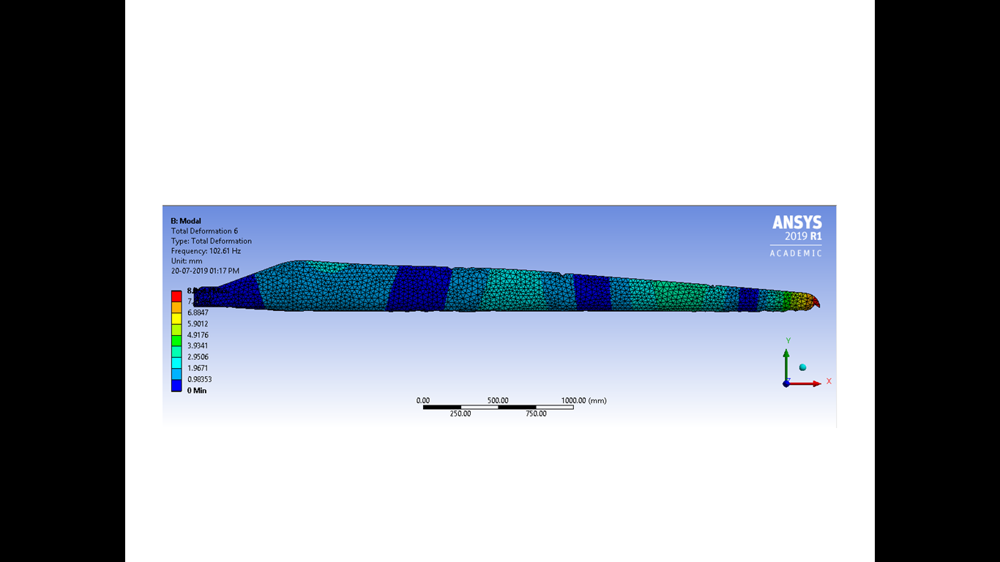 B: Modal
Total Deformation 6
Type: Total Deformation
Frequency: 102.61 Hz
Unit: mm
20-07-2019 01:17 PM
ANSYS
2019 R1
ACADEMIC
6.8847
5.9012
4.9176
3.9341
2.9506
1.9671
0.98353
0 Min
Y
Z
X
0.00 500.00 1000.00 (mm)
250.00 750.00